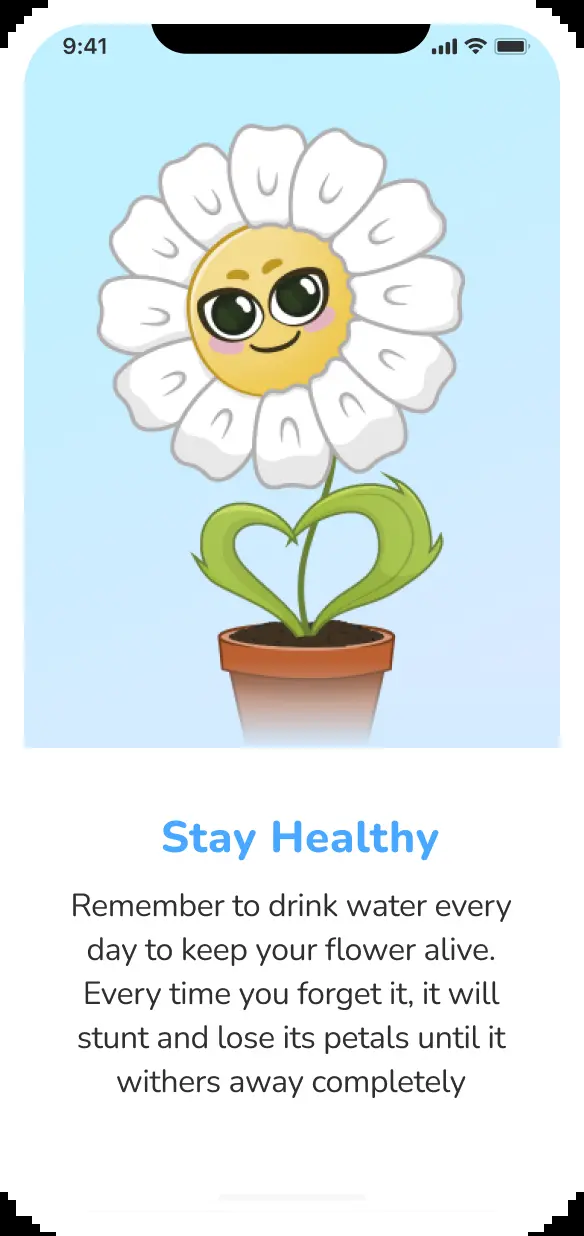 9:41
Stay Healthy
Remember to drink water every
day to keep your flower alive.
Every time you forget it, it will
stunt and lose its petals until it
withers away completely